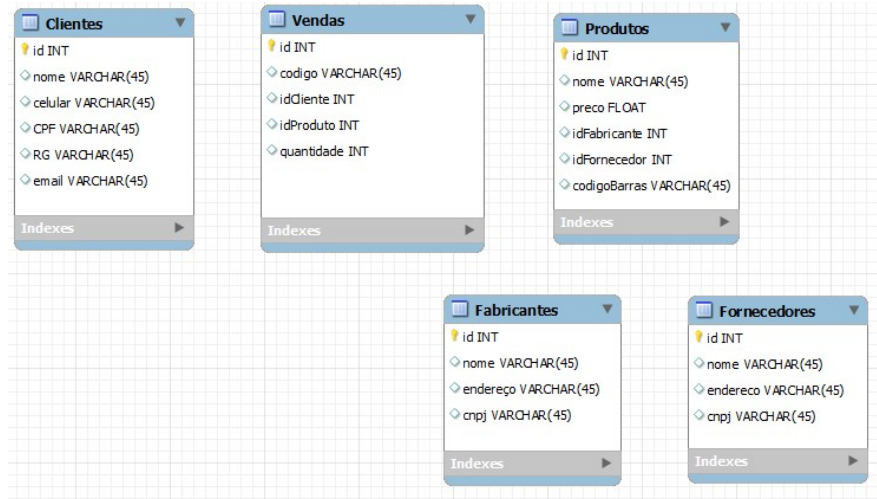 Clientes
id INT
nome VARCHAR(45)
celular VARCHAR(45)
CPF VARCHAR(45)
RG VARCHAR(45)
email VARCHAR(45)
Indexes
Vendas
id INT
codigo VARCHAR(45)
idCliente INT
idProduto INT
quantidade INT
Indexes
Produtos
id INT
nome VARCHAR(45)
preco FLOAT
idFabricante INT
idFornecedor INT
codigoBarras VARCHAR(45)
Indexes
Fabricantes
id INT
nome VARCHAR(45)
endereço VARCHAR(45)
cnpj VARCHAR(45)
Indexes
Fornecedores
id INT
nome VARCHAR(45)
endereco VARCHAR(45)
cnpj VARCHAR(45)
Indexes